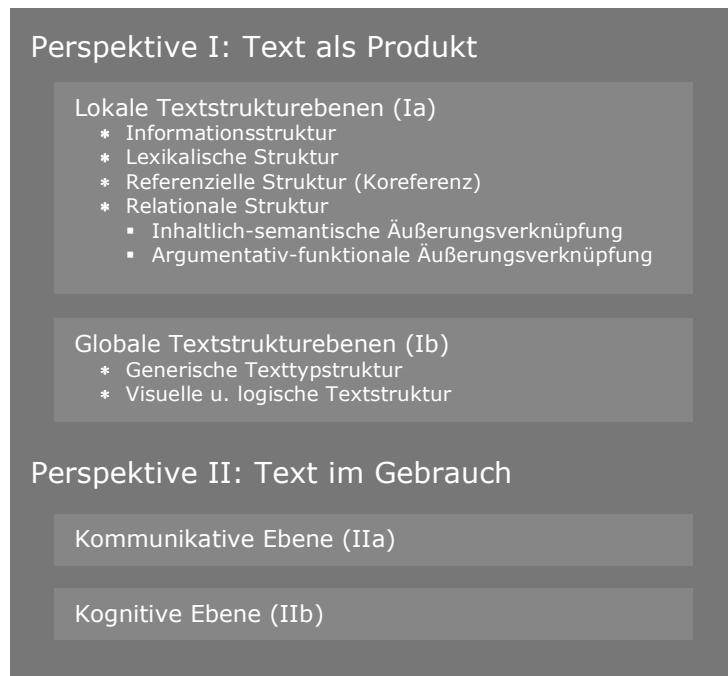 Perspektive I: Text als Produkt
Lokale Textstrukturebenen (Ia)
* Informationsstruktur
* Lexikalische Struktur
* Referenzielle Struktur (Koreferenz)
* Relationale Struktur
▪ Inhaltlich-semantische Äußerungsverknüpfung
▪ Argumentativ-funktionale Äußerungsverknüpfung
Globale Textstrukturebenen (Ib)
* Generische Texttypstruktur
* Visuelle u. logische Textstruktur
Perspektive II: Text im Gebrauch
Kommunikative Ebene (IIa)
Kognitive Ebene (IIb)